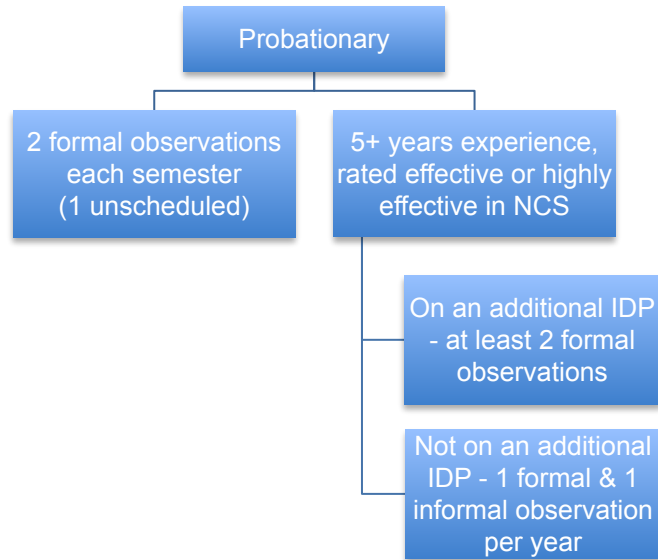 Probationary
2 formal observations
each semester
(1 unscheduled)
5+ years experience,
rated effective or highly
effective in NCS
On an additional IDP
- at least 2 formal
observations
Not on an additional
IDP - 1 formal & 1
informal observation
per year